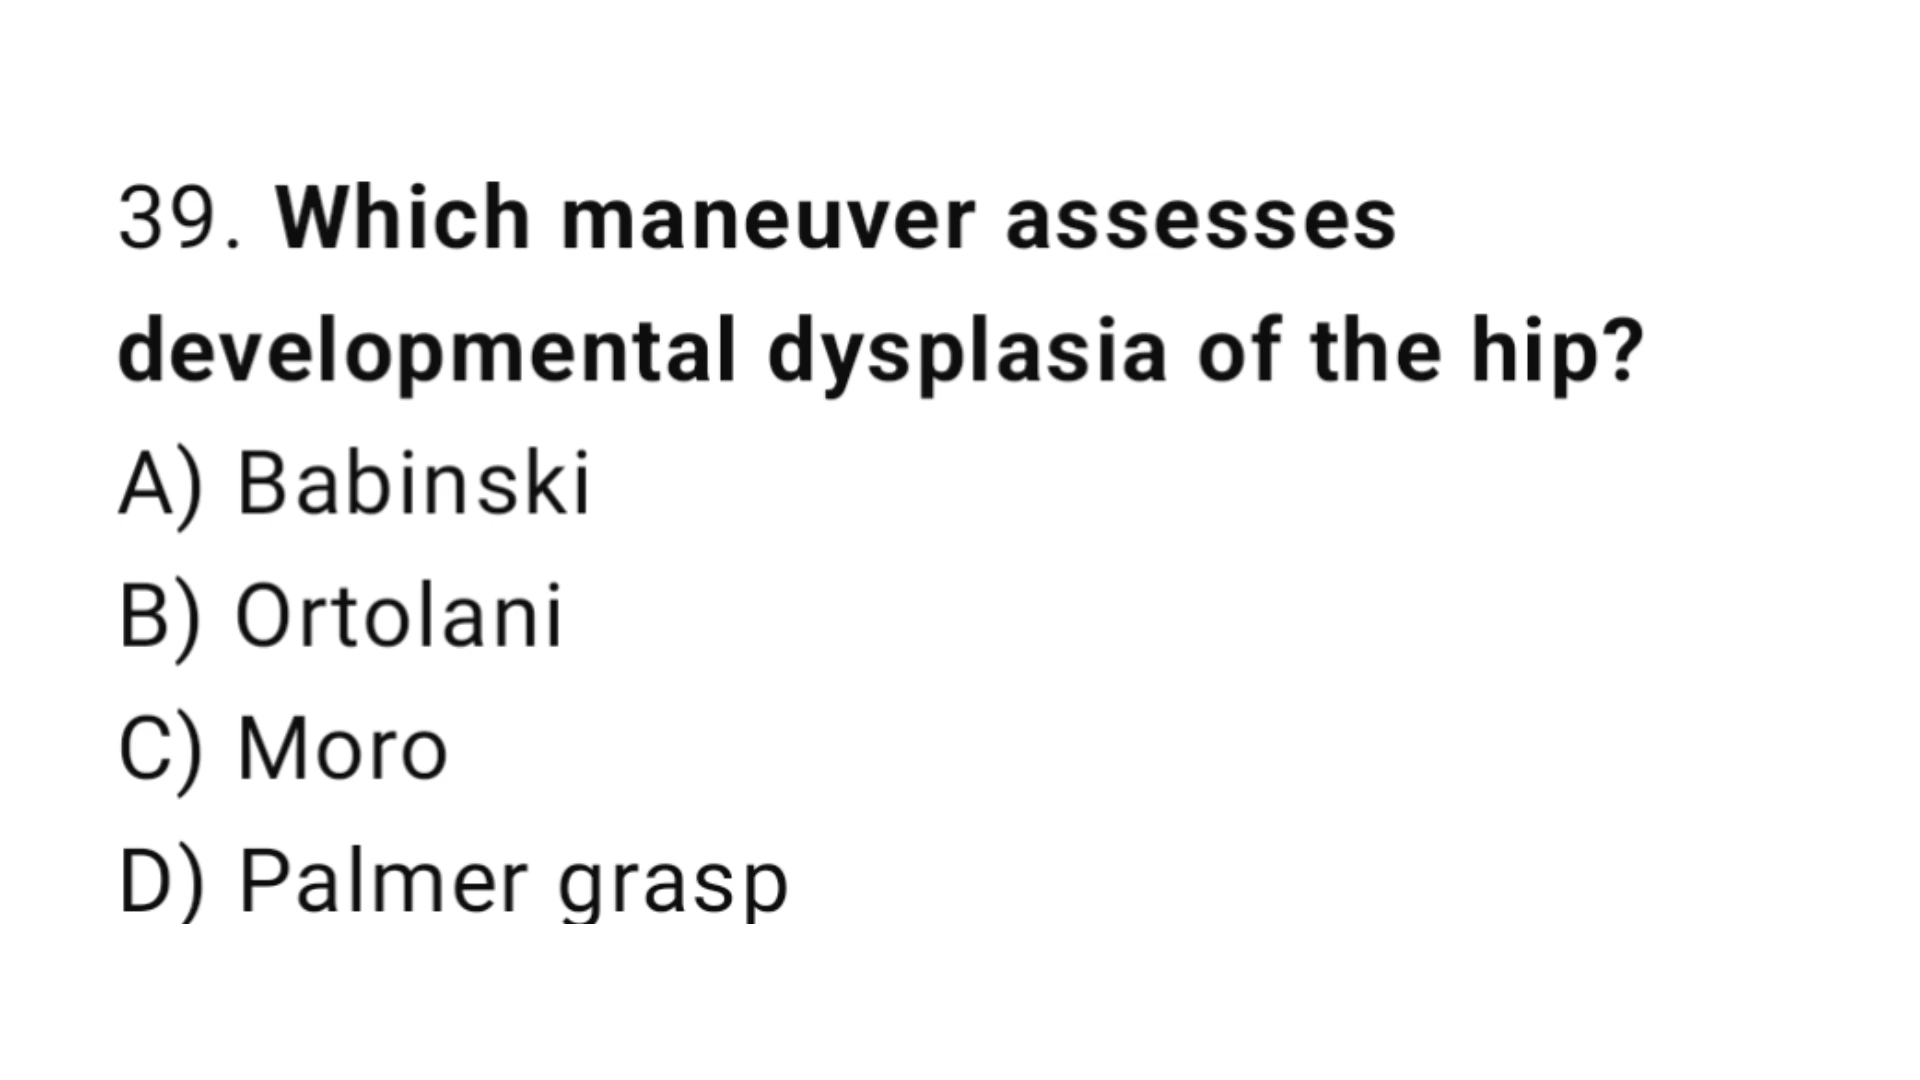 39. Which maneuver assesses
developmental dysplasia of the hip?
A) Babinski
B) Ortolani
C) Moro
D) Palmer grasp